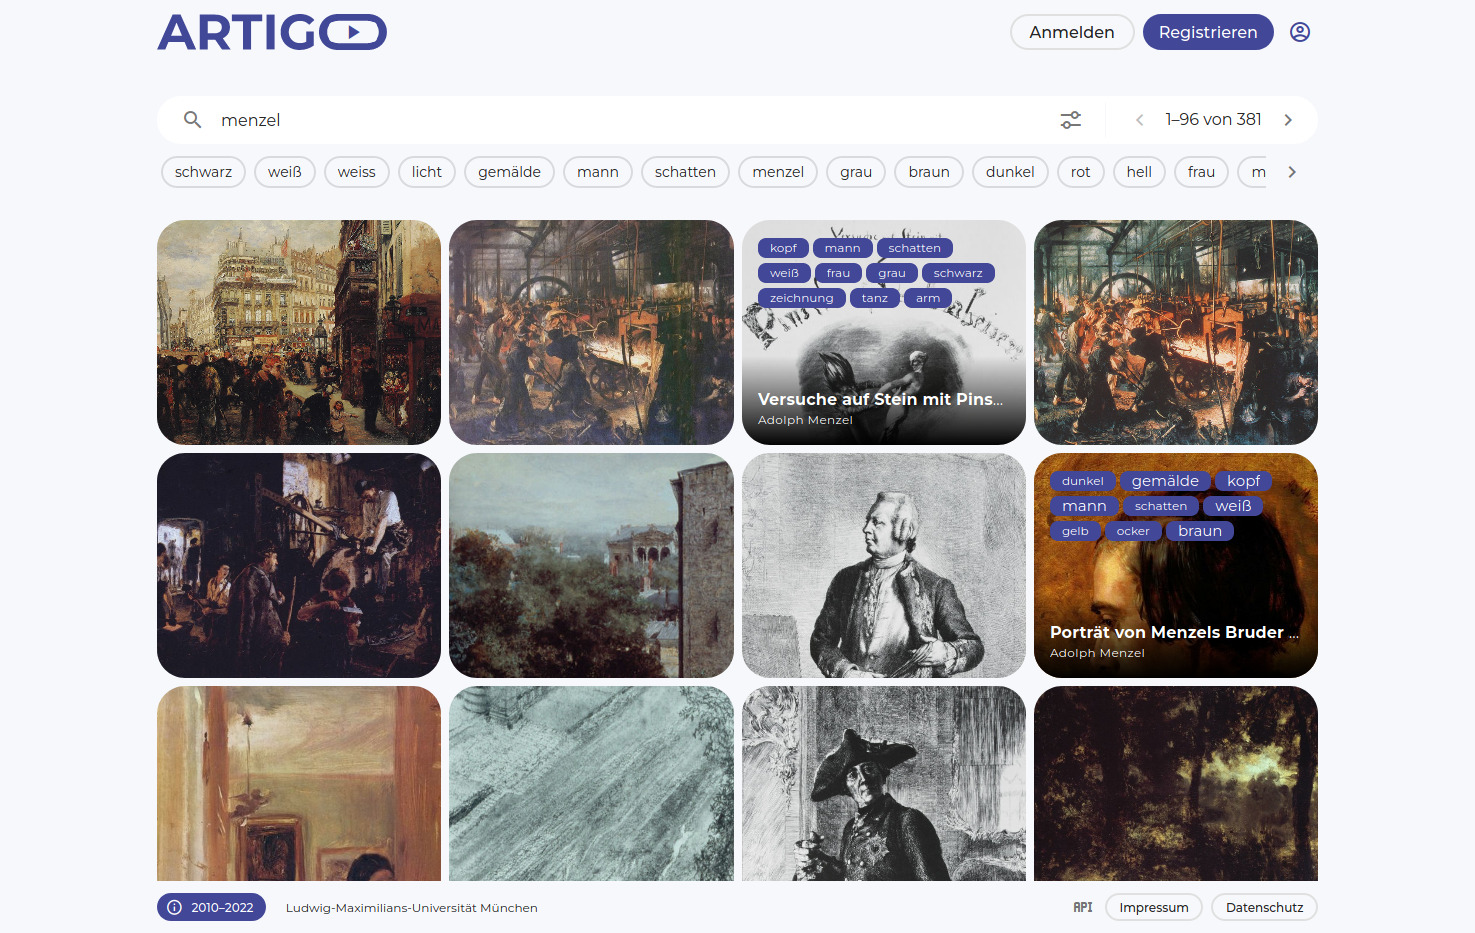 ARTIGO
Anmelden
Registrieren
menzel
1–96 von 381
schwarz
weiß
weiss
licht
gemälde
mann
schatten
menzel
grau
braun
dunkel
rot
hell
frau
m
kopf mann schatten
weiß frau grau schwarz
zeichnung tanz arm
Versuche auf Stein mit Pins...
Adolph Menzel
dunkel gemälde kopf
mann schatten weiß
gelb ocker braun
Porträt von Menzels Bruder ...
Adolph Menzel
2010–2022
Ludwig-Maximilians-Universität München
API
Impressum
Datenschutz